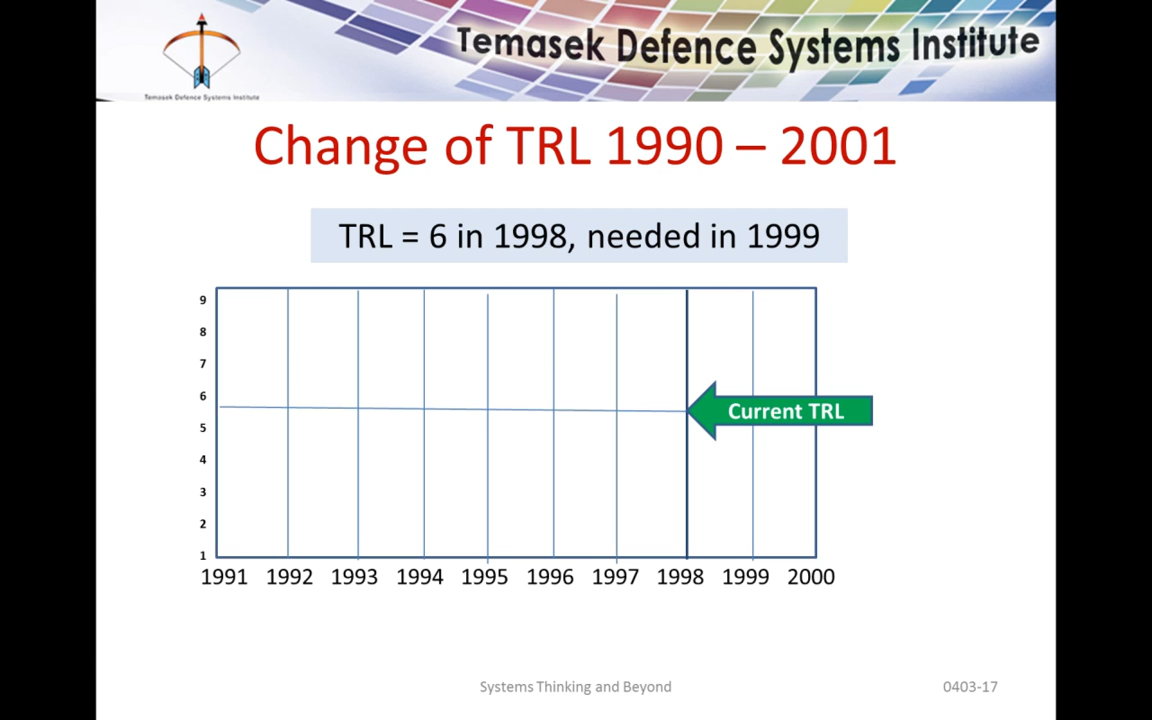 Temasek Defence Systems Institute
Temasek Defence Systems Institute
Change of TRL 1990 – 2001
TRL = 6 in 1998, needed in 1999
9
8
7
6
Current TRL
5
4
3
2
1
1991 1992 1993 1994 1995 1996 1997 1998 1999 2000
Systems Thinking and Beyond
0403-17